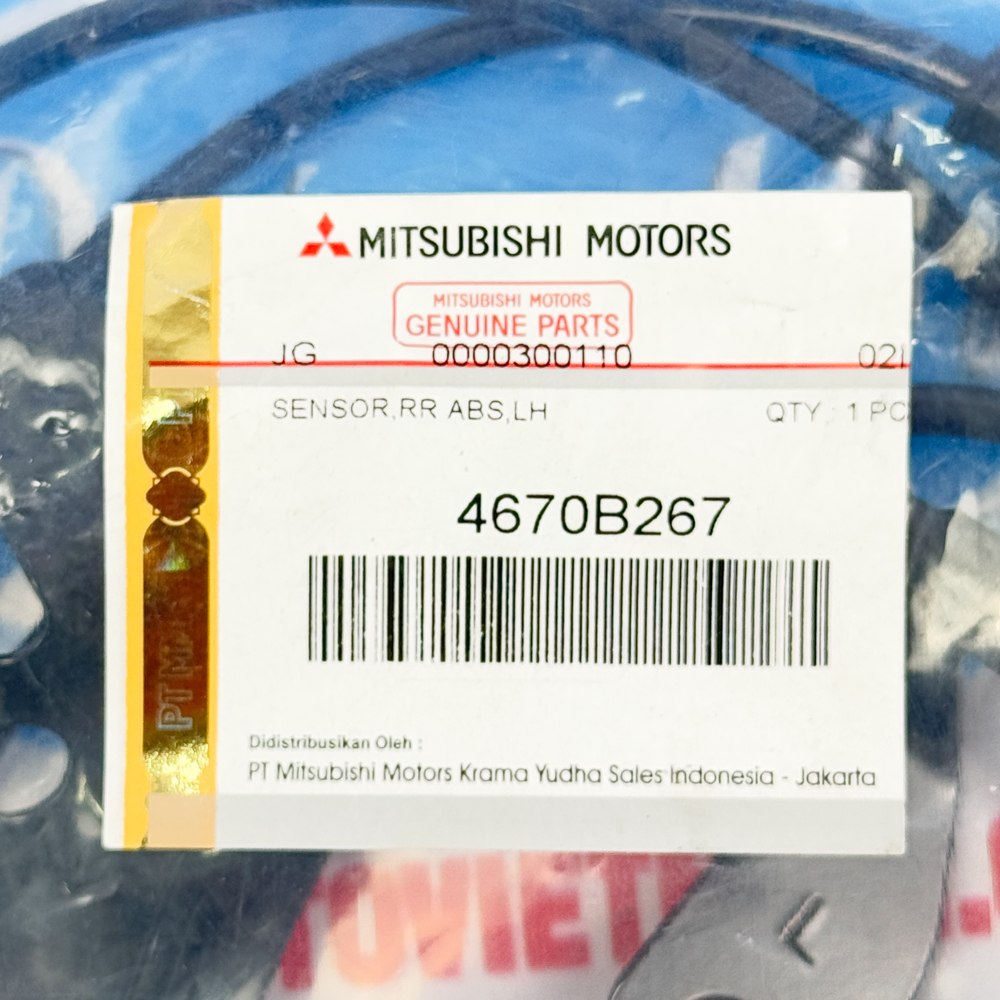 MITSUBISHI MOTORS
MITSUBISHI MOTORS
GENUINE PARTS
JG 0000300110
SENSOR,RR ABS,LH QTY : 1 PC
4670B267
Didistribusikan Oleh :
PT Mitsubishi Motors Krama Yudha Sales Indonesia - Jakarta
PT